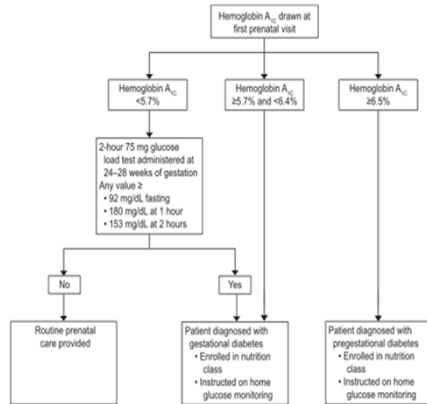 Hemoglobin A1C drawn at
first prenatal visit
Hemoglobin A1C
<5.7%
Hemoglobin A1C
≥5.7% and <6.4%
Hemoglobin A1C
≥6.5%
2-hour 75 mg glucose
load test administered at
24–28 weeks of gestation
Any value ≥
• 92 mg/dL fasting
• 180 mg/dL at 1 hour
• 153 mg/dL at 2 hours
No
Yes
Routine prenatal
care provided
Patient diagnosed with
gestational diabetes
• Enrolled in nutrition
class
• Instructed on home
glucose monitoring
Patient diagnosed with
pregestational diabetes
• Enrolled in nutrition
class
• Instructed on home
glucose monitoring